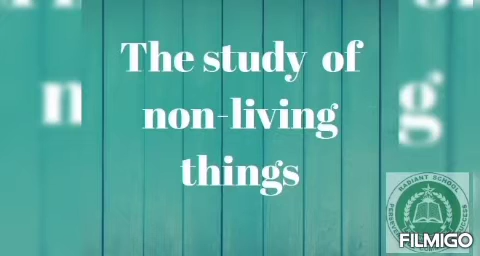 The study of
non-living
things
RADIANT SCHOOL
FILMIGO